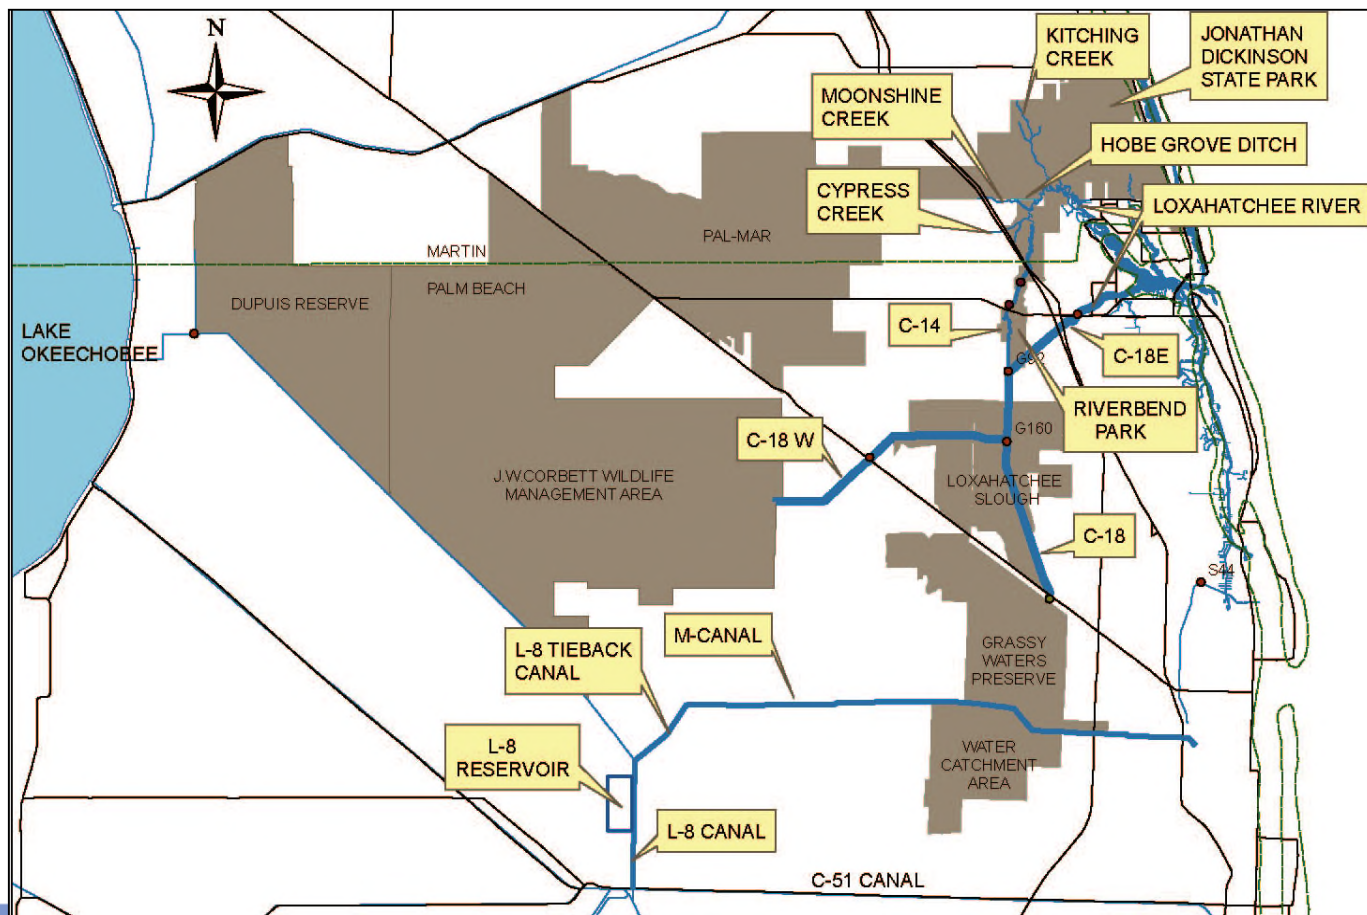 N
KITCHING
CREEK
JONATHAN
DICKINSON
STATE PARK
MOONSHINE
CREEK
HOBE GROVE DITCH
CYPRESS
CREEK
LOXAHATCHEE RIVER
PAL-MAR
MARTIN
PALM BEACH
DUPUIS RESERVE
LAKE
OKEECHOBEE
C-14
C-18E
G92
RIVERBEND
PARK
C-18 W
G160
J.W.CORBETT WILDLIFE
MANAGEMENT AREA
LOXAHATCHEE
SLOUGH
C-18
S44
M-CANAL
L-8 TIEBACK
CANAL
GRASSY
WATERS
PRESERVE
L-8
RESERVOIR
WATER
CATCHMENT
AREA
L-8 CANAL
C-51 CANAL